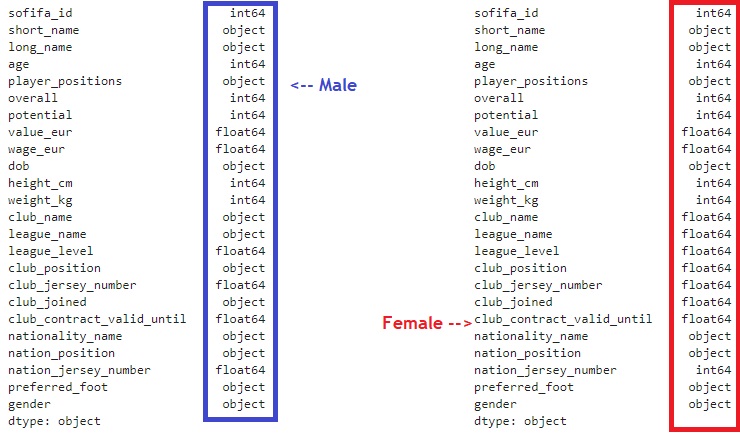 sofifa_id int64 sofifa_id int64
short_name object short_name object
long_name object long_name object
age int64 age int64
player_positions object <-- Male player_positions object
overall int64 overall int64
potential int64 potential int64
value_eur float64 value_eur float64
wage_eur float64 wage_eur float64
dob object dob object
height_cm int64 height_cm int64
weight_kg int64 weight_kg int64
club_name object club_name float64
league_name object league_name float64
league_level float64 league_level float64
club_position object club_position float64
club_jersey_number float64 club_jersey_number float64
club_joined object club_joined float64
club_contract_valid_until float64 Female --> club_contract_valid_until float64
nationality_name object nationality_name object
nation_position object nation_position object
nation_jersey_number float64 nation_jersey_number int64
preferred_foot object preferred_foot object
gender object gender object
dtype: object dtype: object